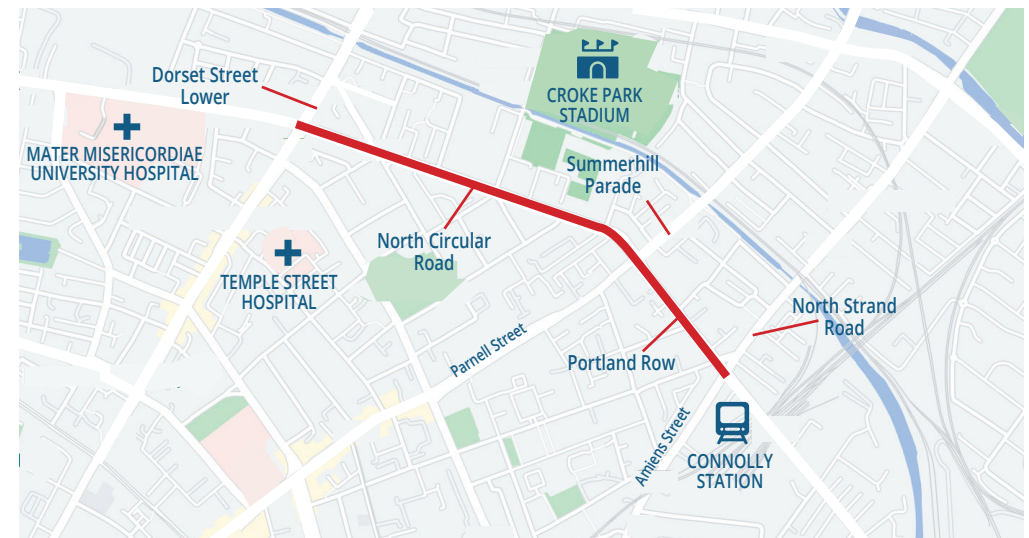 Dorset Street
Lower
CROKE PARK
STADIUM
MATER MISERICORDIAE
UNIVERSITY HOSPITAL
Summerhill
Parade
North Circular
Road
TEMPLE STREET
HOSPITAL
North Strand
Road
Parnell Street
Portland Row
Amiens Street
CONNOLLY
STATION